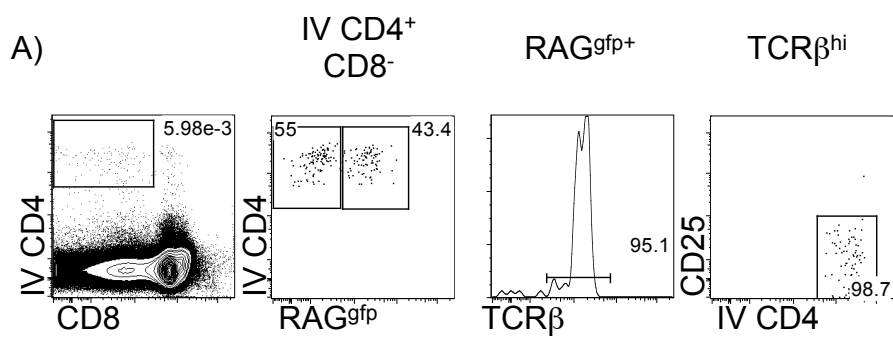 A)
IV CD4⁺
CD8⁻
RAGᵍᶠᵖ⁺
TCRβʰⁱ
5.98e-3
IV CD4
CD8
55
43.4
IV CD4
RAGᵍᶠᵖ
95.1
TCRβ
98.7
CD25
IV CD4